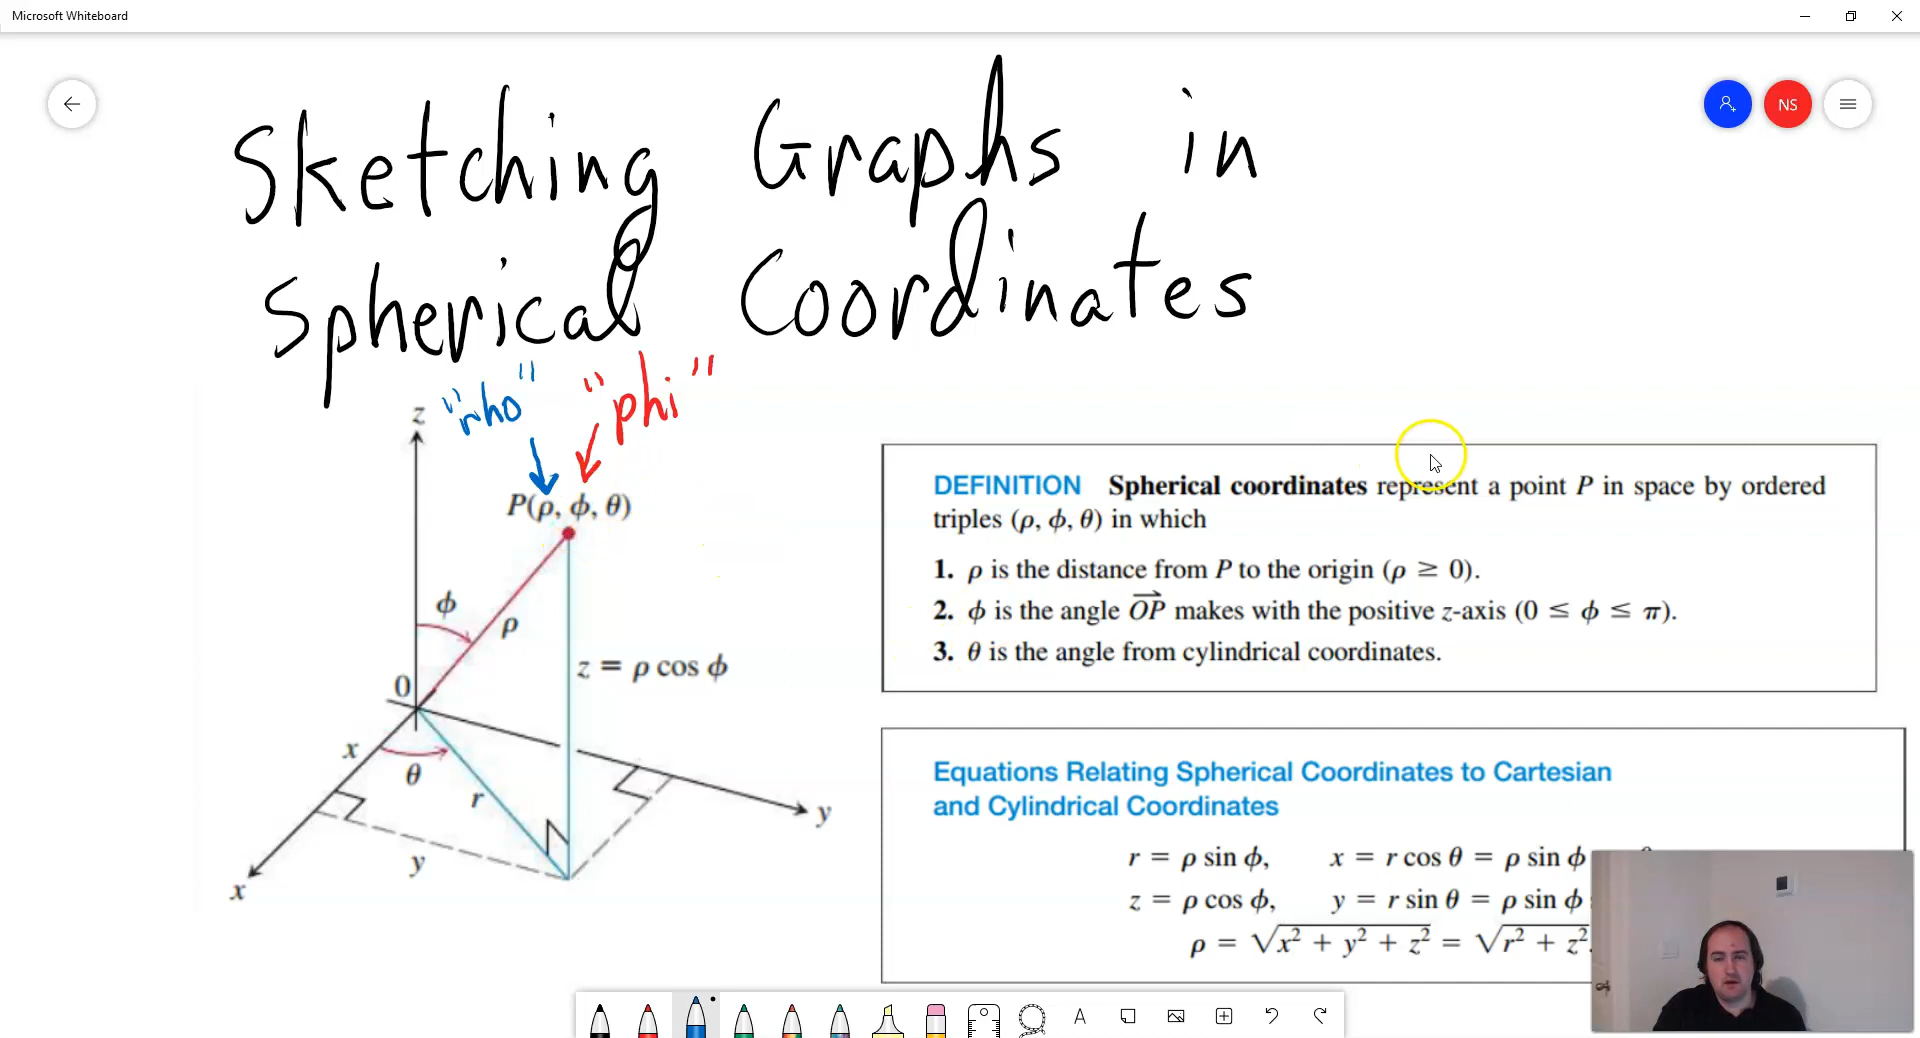 Microsoft Whiteboard
NS
Sketching Graphs in
Spherical Coordinates
"rho"
"phi"
z
P(ρ, ϕ, θ)
ϕ
ρ
z = ρ cos ϕ
0
x
θ
r
y
y
x
DEFINITION Spherical coordinates represent a point P in space by ordered
triples (ρ, ϕ, θ) in which
1. ρ is the distance from P to the origin (ρ ≥ 0).
2. ϕ is the angle $\overrightarrow{OP}$ makes with the positive z-axis (0 ≤ ϕ ≤ π).
3. θ is the angle from cylindrical coordinates.
Equations Relating Spherical Coordinates to Cartesian
and Cylindrical Coordinates
r = ρ sin ϕ, x = r cos θ = ρ sin ϕ
z = ρ cos ϕ, y = r sin θ = ρ sin ϕ
ρ = √(x² + y² + z²) = √(r² + z²).
A